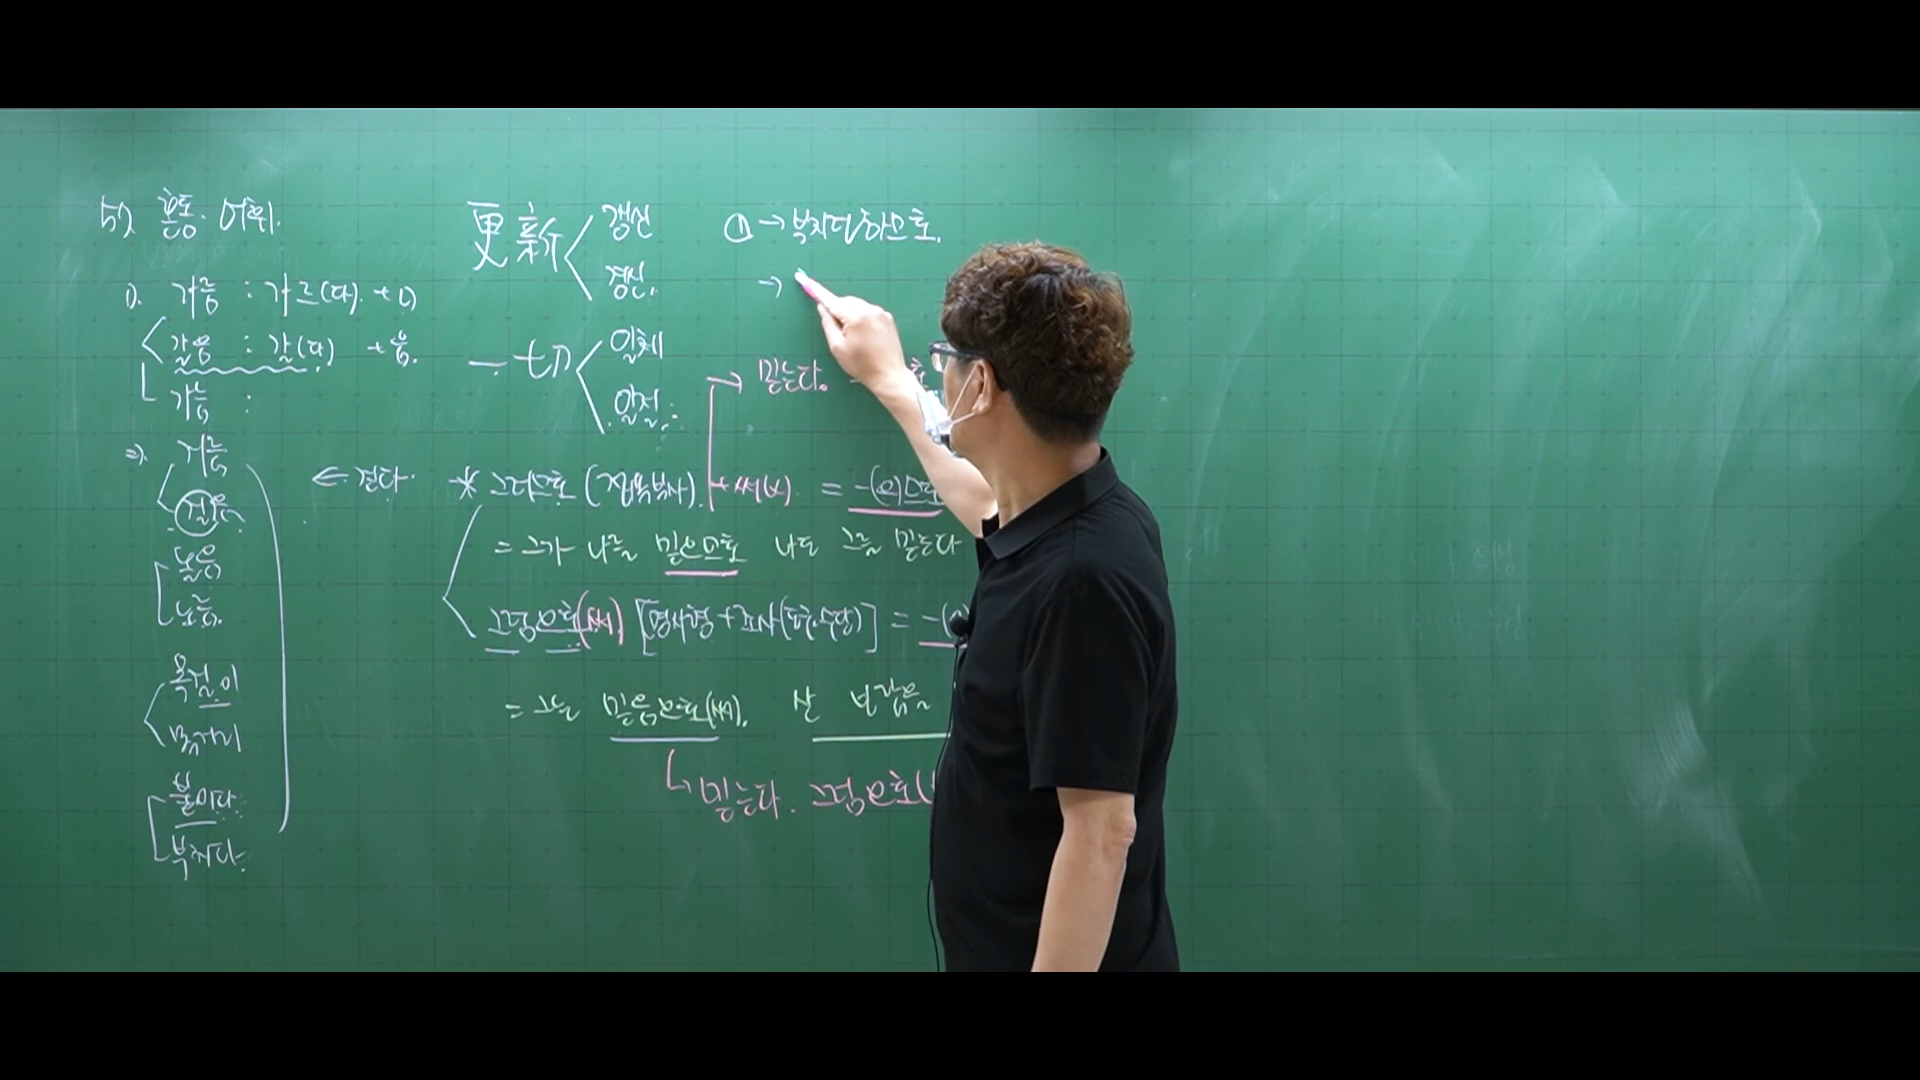 57. 혼동 어휘.
1). 가름 : 가르(다) + ㅁ
갈음 : 갈(다) + 음.
가늠 :
2). 거름
걸음
← 걷다.
놀음
노름.
목걸이
목거리
붙이다.
부치다.
更新 < 갱신
경신.
一切 < 일체
일절.
① → 부지런하므로.
→
→ 믿는다.
* 그러므로 (접속부사). + 써(x). = -(으)므로
= 그가 나를 믿으므로 나도 그를 믿는다
그럼으로(써) [명사형 + 조사(도구.수단)] = -(으)
= 그는 믿음으로(써). 산 보람을
↳ 믿는다. 그럼으로(